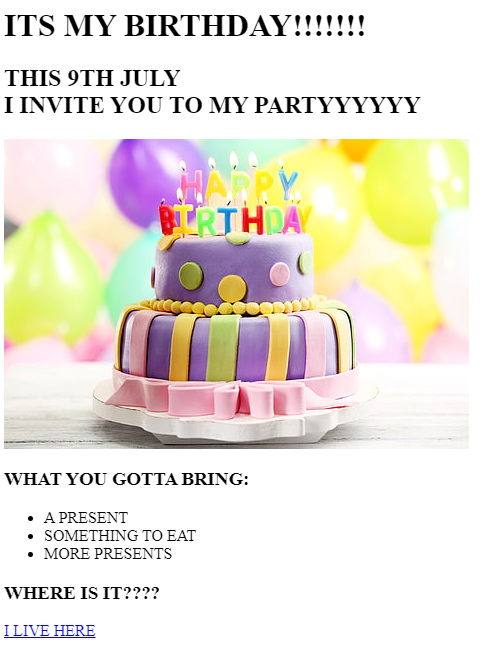 ITS MY BIRTHDAY!!!!!!!
THIS 9TH JULY
I INVITE YOU TO MY PARTYYYYYY
HAPPY
BIRTHDAY
WHAT YOU GOTTA BRING:
A PRESENT
SOMETHING TO EAT
MORE PRESENTS
WHERE IS IT????
I LIVE HERE